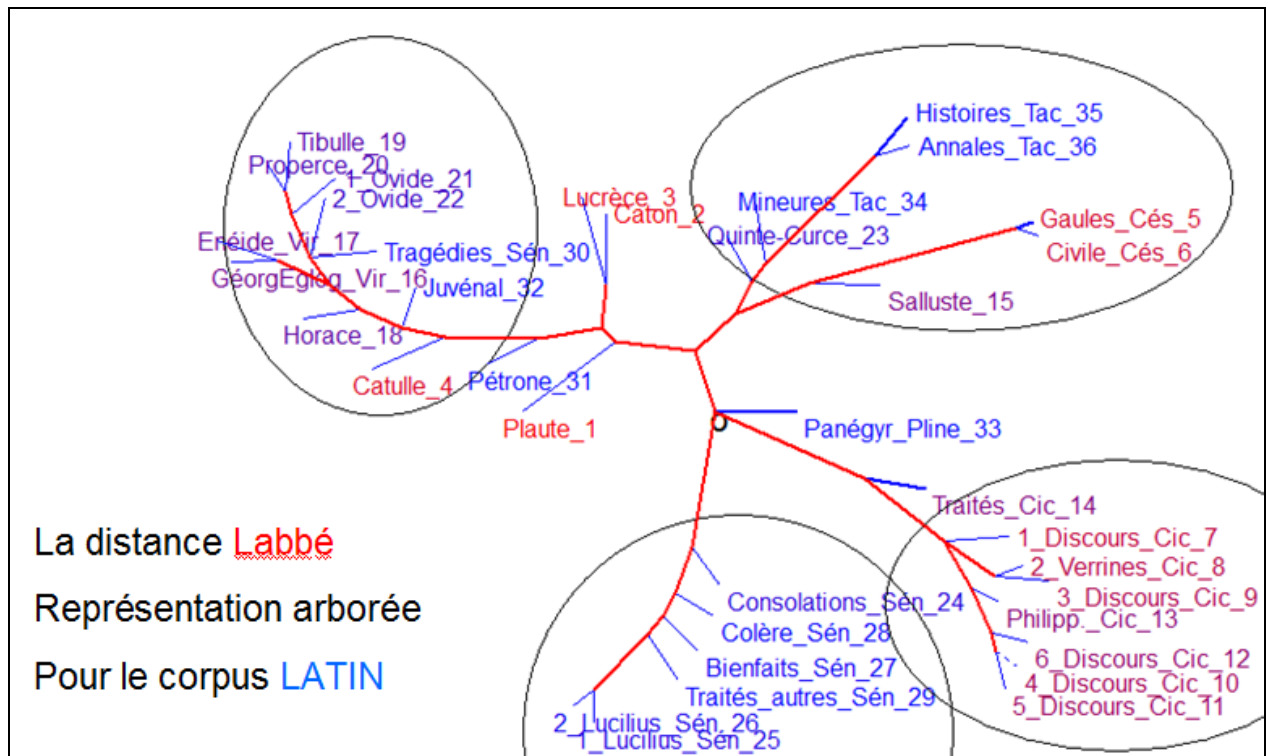 Tibulle_19
Properce_20
1_Ovide_21
2_Ovide_22
Enéide_Vir_17
Tragédies_Sén_30
GéorgEglog_Vir_16
Juvénal_32
Horace_18
Catulle_4
Pétrone_31
Plaute_1
Lucrèce_3
Caton_2
Histoires_Tac_35
Annales_Tac_36
Mineures_Tac_34
Quinte-Curce_23
Gaules_Cés_5
Civile_Cés_6
Salluste_15
O
Panégyr_Pline_33
Traités_Cic_14
1_Discours_Cic_7
2_Verrines_Cic_8
3_Discours_Cic_9
Philipp._Cic_13
6_Discours_Cic_12
4_Discours_Cic_10
5_Discours_Cic_11
Consolations_Sén_24
Colère_Sén_28
Bienfaits_Sén_27
Traités_autres_Sén_29
2_Lucilius_Sén_26
1_Lucilius_Sén_25
La distance Labbé
Représentation arborée
Pour le corpus LATIN